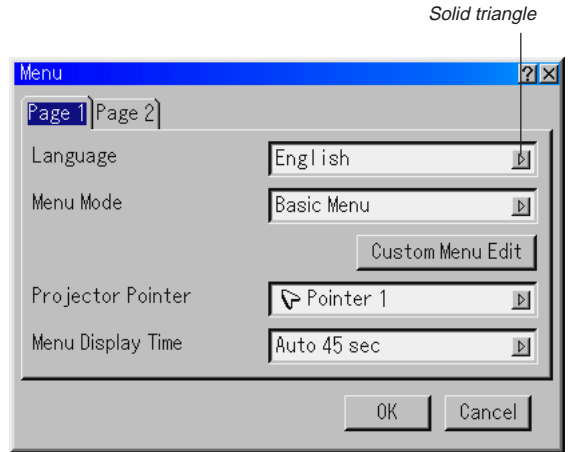 Solid triangle
Menu
Page 1 Page 2
Language English
Menu Mode Basic Menu
Custom Menu Edit
Projector Pointer Pointer 1
Menu Display Time Auto 45 sec
OK Cancel